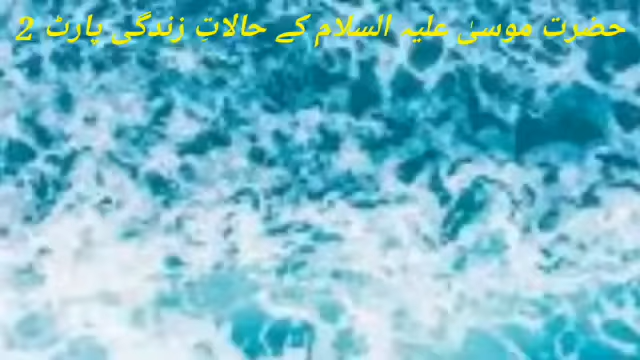 حضرت موسیٰ علیہ السلام کے حالاتِ زندگی پارٹ 2